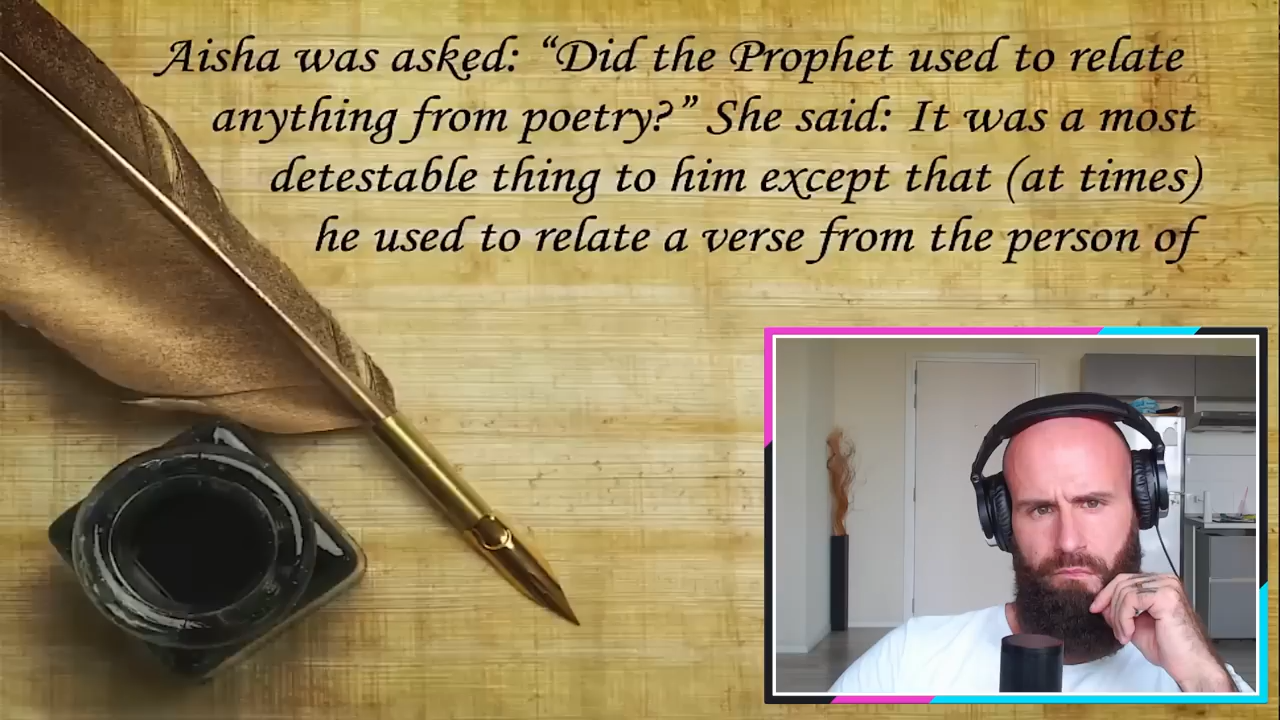 Aisha was asked: “Did the Prophet used to relate
anything from poetry?” She said: It was a most
detestable thing to him except that (at times)
he used to relate a verse from the person of